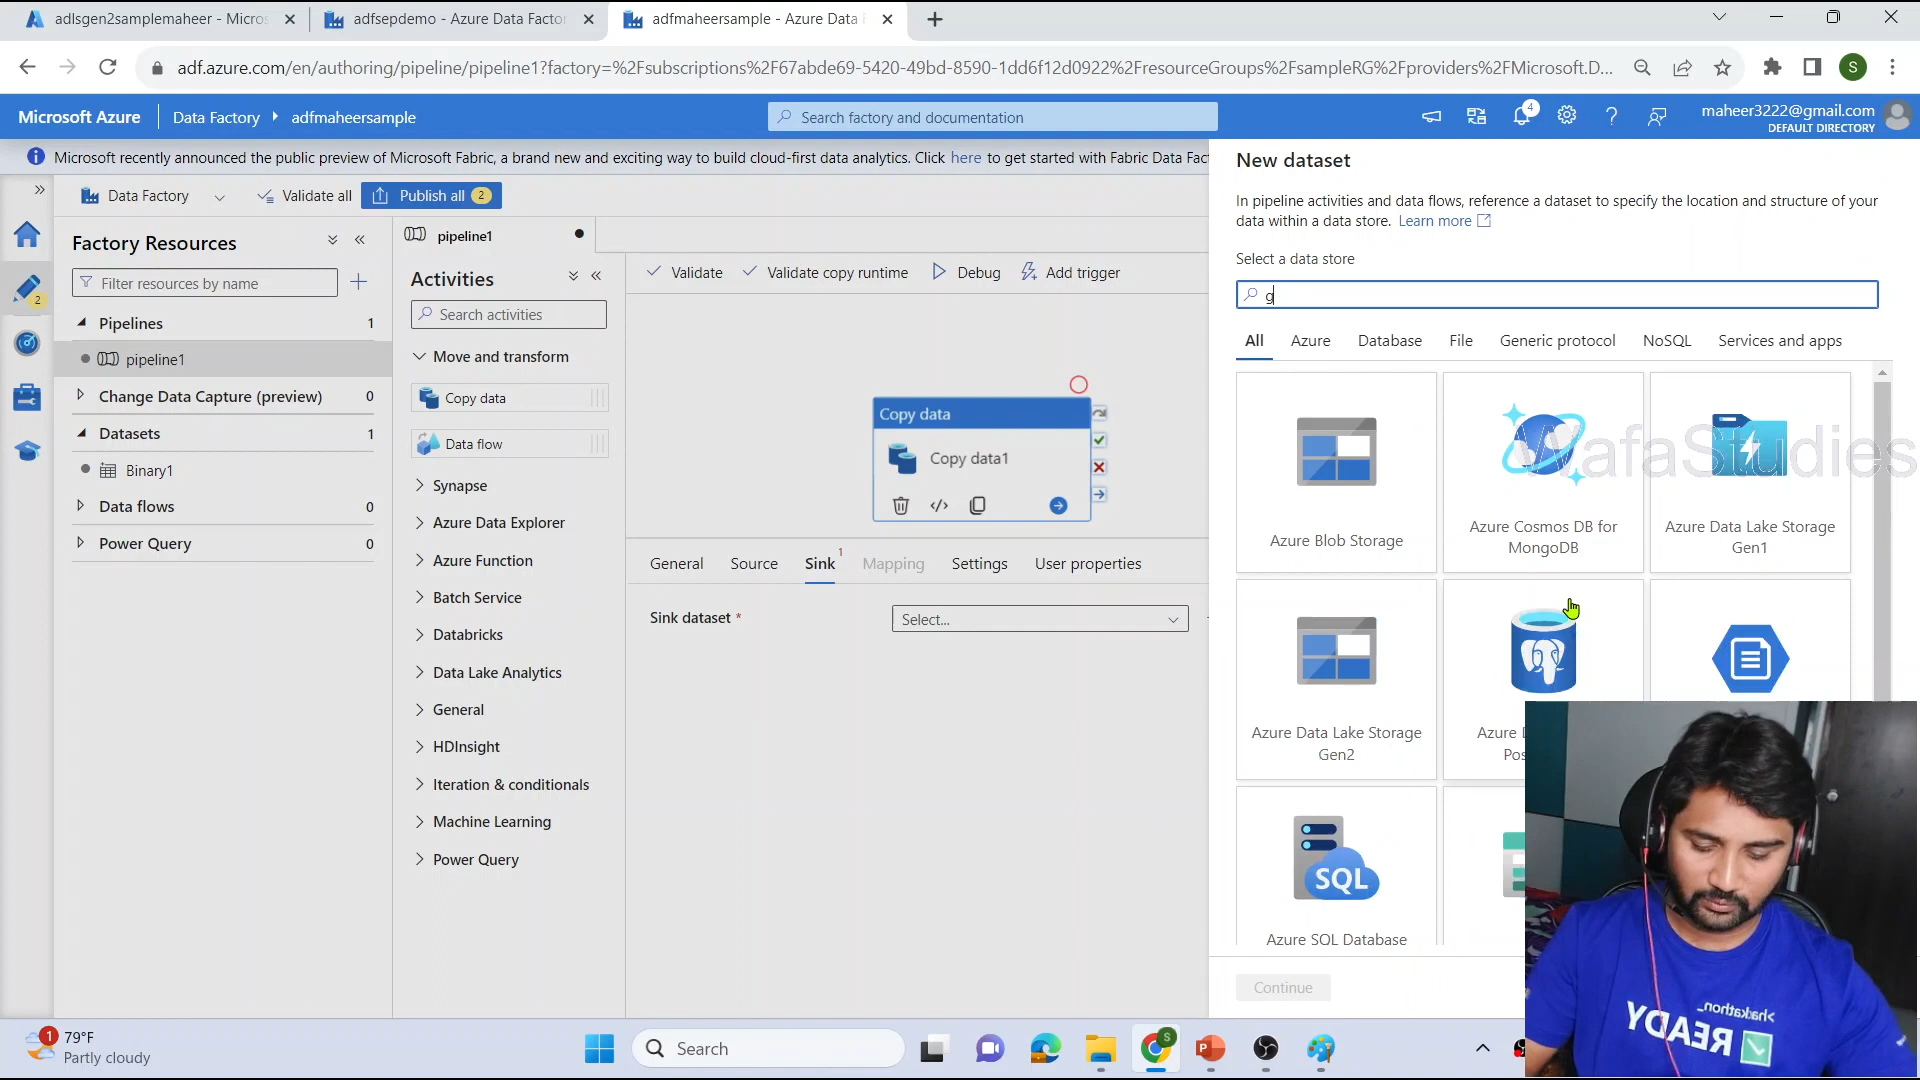 adlsgen2samplemaheer - Micros
adfsepdemo - Azure Data Factor
adfmaheersample - Azure Data
adf.azure.com/en/authoring/pipeline/pipeline1?factory=%2Fsubscriptions%2F67abde69-5420-49bd-8590-1dd6f12d0922%2FresourceGroups%2FsampleRG%2Fproviders%2FMicrosoft.D...
S
Microsoft Azure
Data Factory
adfmaheersample
Search factory and documentation
4
maheer3222@gmail.com
DEFAULT DIRECTORY
Microsoft recently announced the public preview of Microsoft Fabric, a brand new and exciting way to build cloud-first data analytics. Click here to get started with Fabric Data Fact
Data Factory
Validate all
Publish all 2
Factory Resources
Filter resources by name
2
Pipelines 1
pipeline1
Change Data Capture (preview) 0
Datasets 1
Binary1
Data flows 0
Power Query 0
pipeline1
Activities
Search activities
Move and transform
Copy data
Data flow
Synapse
Azure Data Explorer
Azure Function
Batch Service
Databricks
Data Lake Analytics
General
HDInsight
Iteration & conditionals
Machine Learning
Power Query
Validate
Validate copy runtime
Debug
Add trigger
Copy data
Copy data1
General
Source
Sink 1
Mapping
Settings
User properties
Sink dataset *
Select...
New dataset
In pipeline activities and data flows, reference a dataset to specify the location and structure of your
data within a data store. Learn more
Select a data store
g
All
Azure
Database
File
Generic protocol
NoSQL
Services and apps
WafaStudies
Azure Blob Storage
Azure Cosmos DB for
MongoDB
Azure Data Lake Storage
Gen1
Azure Data Lake Storage
Gen2
Azure D
Pos
SQL
Azure SQL Database
Continue
>hackathon_
READY
1
79°F
Partly cloudy
Search
S